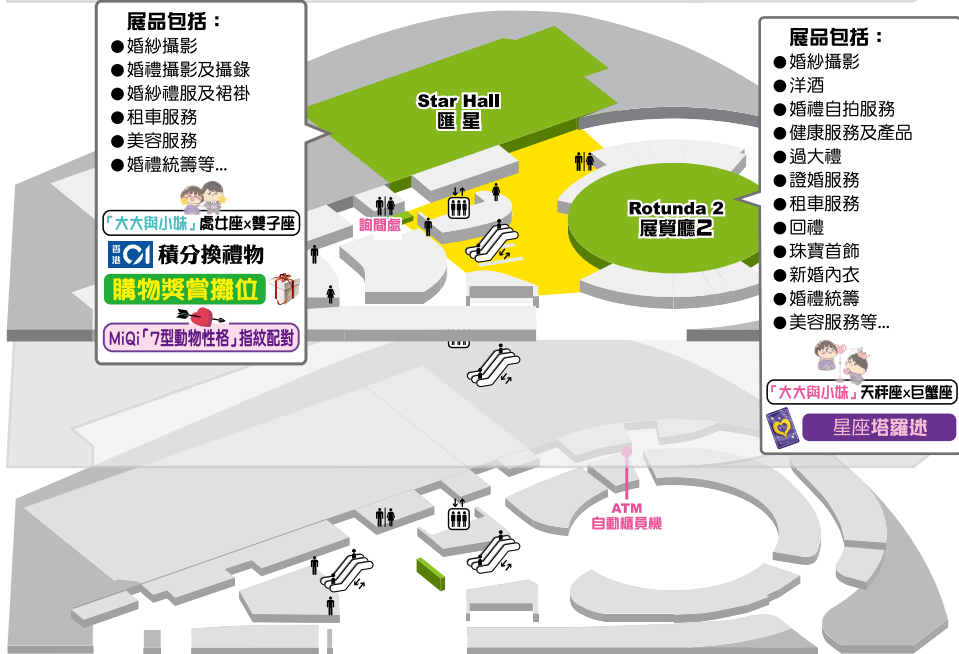 展品包括：
●婚紗攝影
●婚禮攝影及攝錄
●婚紗禮服及裙褂
●租車服務
●美容服務
●婚禮統籌等...
「大大與小妹」處女座x雙子座
香港01 積分換禮物
購物獎賞攤位
MiQi「7型動物性格」指紋配對
Star Hall
匯星
詢問處
Rotunda 2
展貿廳2
展品包括：
●婚紗攝影
●洋酒
●婚禮自拍服務
●健康服務及產品
●過大禮
●證婚服務
●租車服務
●回禮
●珠寶首飾
●新婚內衣
●婚禮統籌
●美容服務等...
「大大與小妹」天秤座x巨蟹座
星座塔羅迷
ATM
自動櫃員機